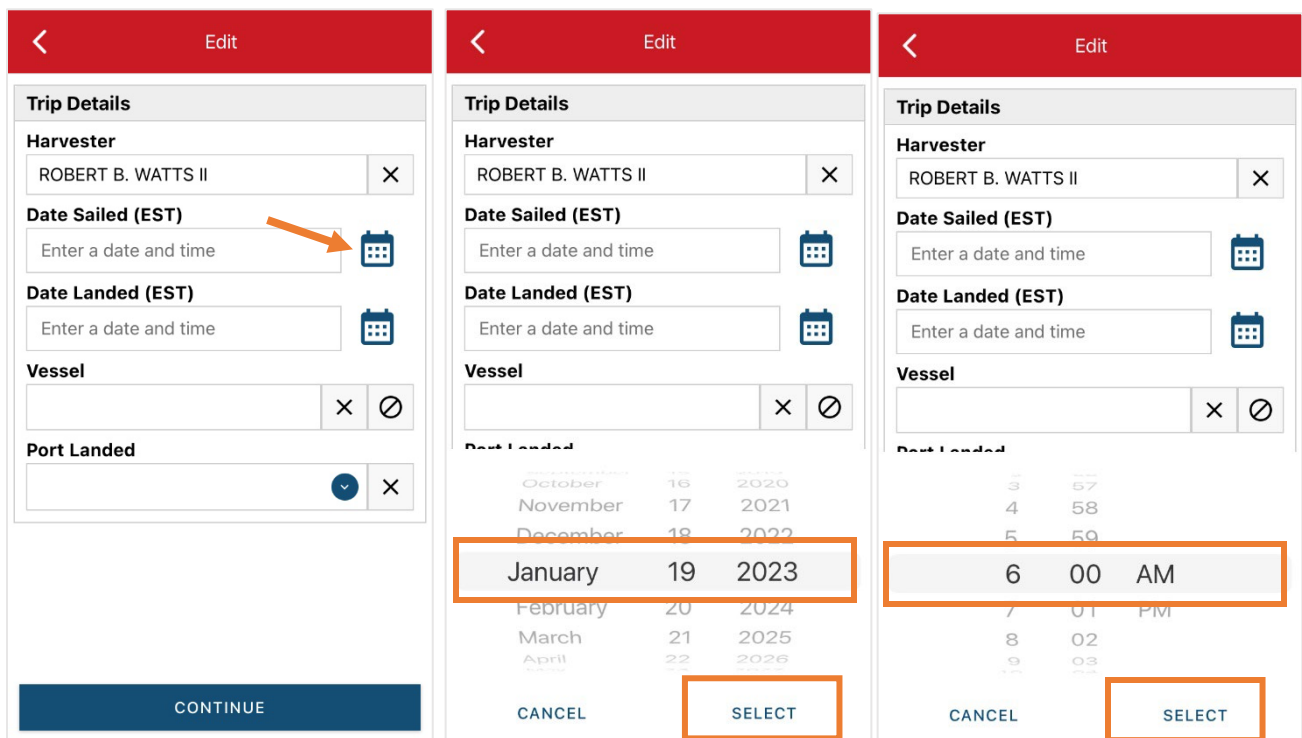 Edit
Trip Details
Harvester
ROBERT B. WATTS II
Date Sailed (EST)
Enter a date and time
Date Landed (EST)
Enter a date and time
Vessel
Port Landed
CONTINUE
Edit
Trip Details
Harvester
ROBERT B. WATTS II
Date Sailed (EST)
Enter a date and time
Date Landed (EST)
Enter a date and time
Vessel
Port Landed
October 16 2020
November 17 2021
December 18 2022
January 19 2023
February 20 2024
March 21 2025
April 22 2026
CANCEL SELECT
Edit
Trip Details
Harvester
ROBERT B. WATTS II
Date Sailed (EST)
Enter a date and time
Date Landed (EST)
Enter a date and time
Vessel
Port Landed
3 57
4 58
5 59
6 00 AM
7 01 PM
8 02
9 03
CANCEL SELECT